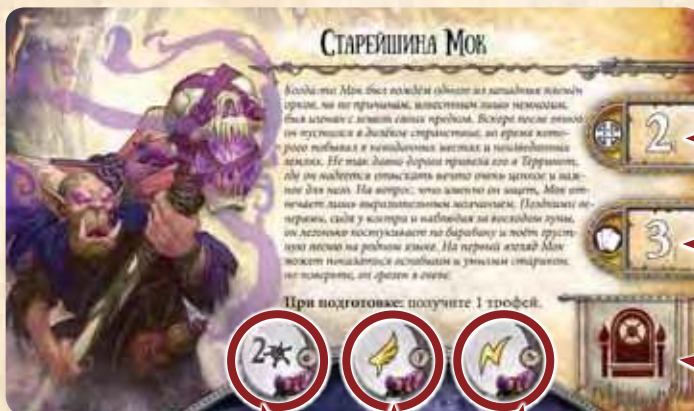 Старейшина Мок
Когда-то Мок был вождём одного из западных племён
орков, но по причинам, известным лишь немногим,
был изгнан с земель своих предков. Вскоре после этого
он пустился в далёкое странствие, во время кото-
рого побывал в невиданных местах и неизведанных
землях. Не так давно дорога привела его в Терринот,
где он надеется отыскать нечто очень ценное и важ-
ное для него. На вопрос, что именно он ищет, Мок от-
вечает лишь выразительным молчанием. Поздними ве-
черами, сидя у костра и наблюдая за восходом луны,
он легонько постукивает по барабану и поёт груст-
ную песню на родном языке. На первый взгляд Мок
может показаться ослабшим и унылым стариком,
но поверьте, он грозен в гневе.
При подготовке: получите 1 трофей.
2
3
2